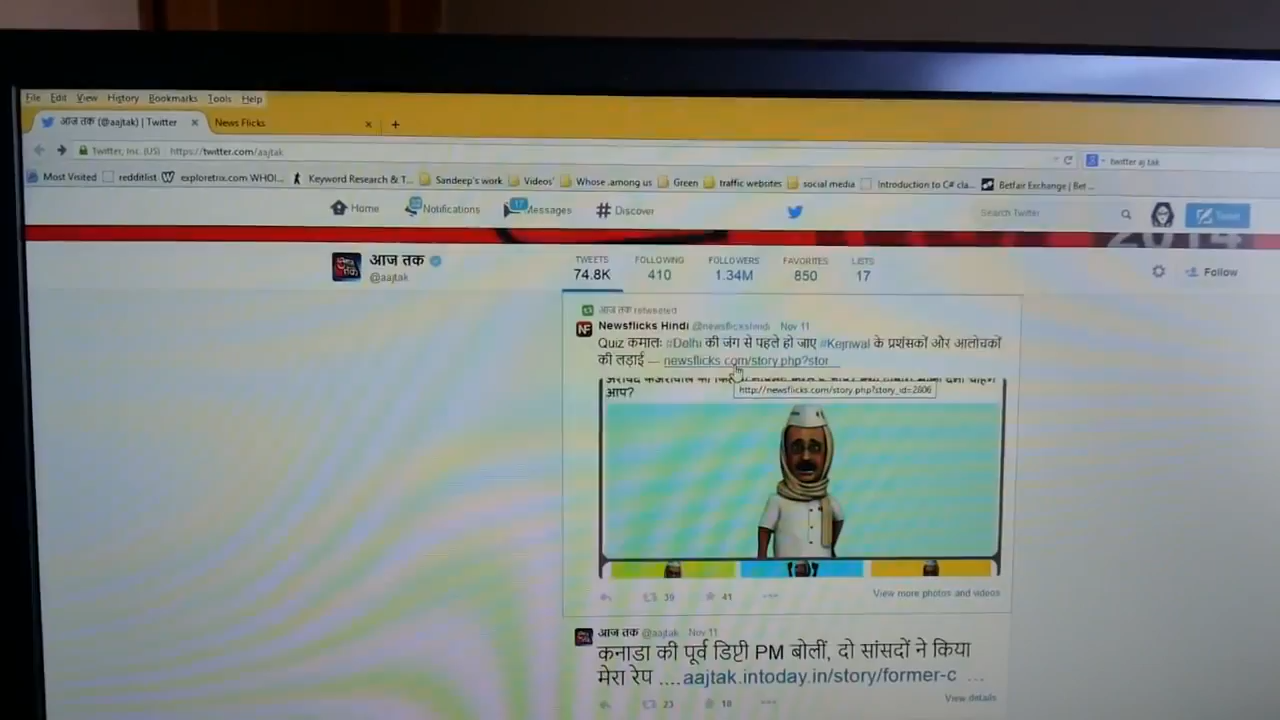 File Edit View History Bookmarks Tools Help
आज तक (@aajtak) | Twitter × News Flicks × +
Twitter, Inc. (US) https://twitter.com/aajtak twitter aj tak
Most Visited redditlist exploretrix.com WHOI... Keyword Research & T... Sandeep's work Videos' Whose among us Green traffic websites social media Introduction to C# cla... Betfair Exchange | Bet ...
Home Notifications 17 Messages # Discover Search Twitter Tweet
2014
आज तक
@aajtak
TWEETS FOLLOWING FOLLOWERS FAVORITES LISTS
74.8K 410 1.34M 850 17
Follow
आज तक retweeted
NF Newsflicks Hindi @newsflickshindi Nov 11
Quiz कमाल: #Delhi की जंग से पहले हो जाए #Kejriwal के प्रशंसकों और आलोचकों
की लड़ाई — newsflicks.com/story.php?stor
आप?
http://newsflicks.com/story.php?story_id=2806
39 41 View more photos and videos
आज तक @aajtak Nov 11
कनाडा की पूर्व डिप्टी PM बोलीं, दो सांसदों ने किया
मेरा रेप ....aajtak.intoday.in/story/former-c ...
View details
23 18